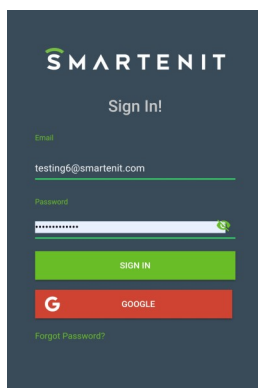 SMARTENIT
Sign In!
Email
testing6@smartenit.com
Password
•••••••••••••
SIGN IN
G GOOGLE
Forgot Password?